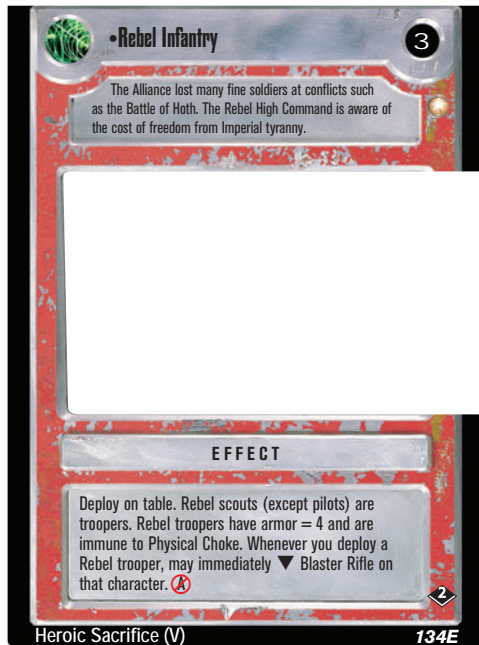 •Rebel Infantry
3
The Alliance lost many fine soldiers at conflicts such
as the Battle of Hoth. The Rebel High Command is aware of
the cost of freedom from Imperial tyranny.
EFFECT
Deploy on table. Rebel scouts (except pilots) are
troopers. Rebel troopers have armor = 4 and are
immune to Physical Choke. Whenever you deploy a
Rebel trooper, may immediately ▼ Blaster Rifle on
that character. A
2
Heroic Sacrifice (V)
134E